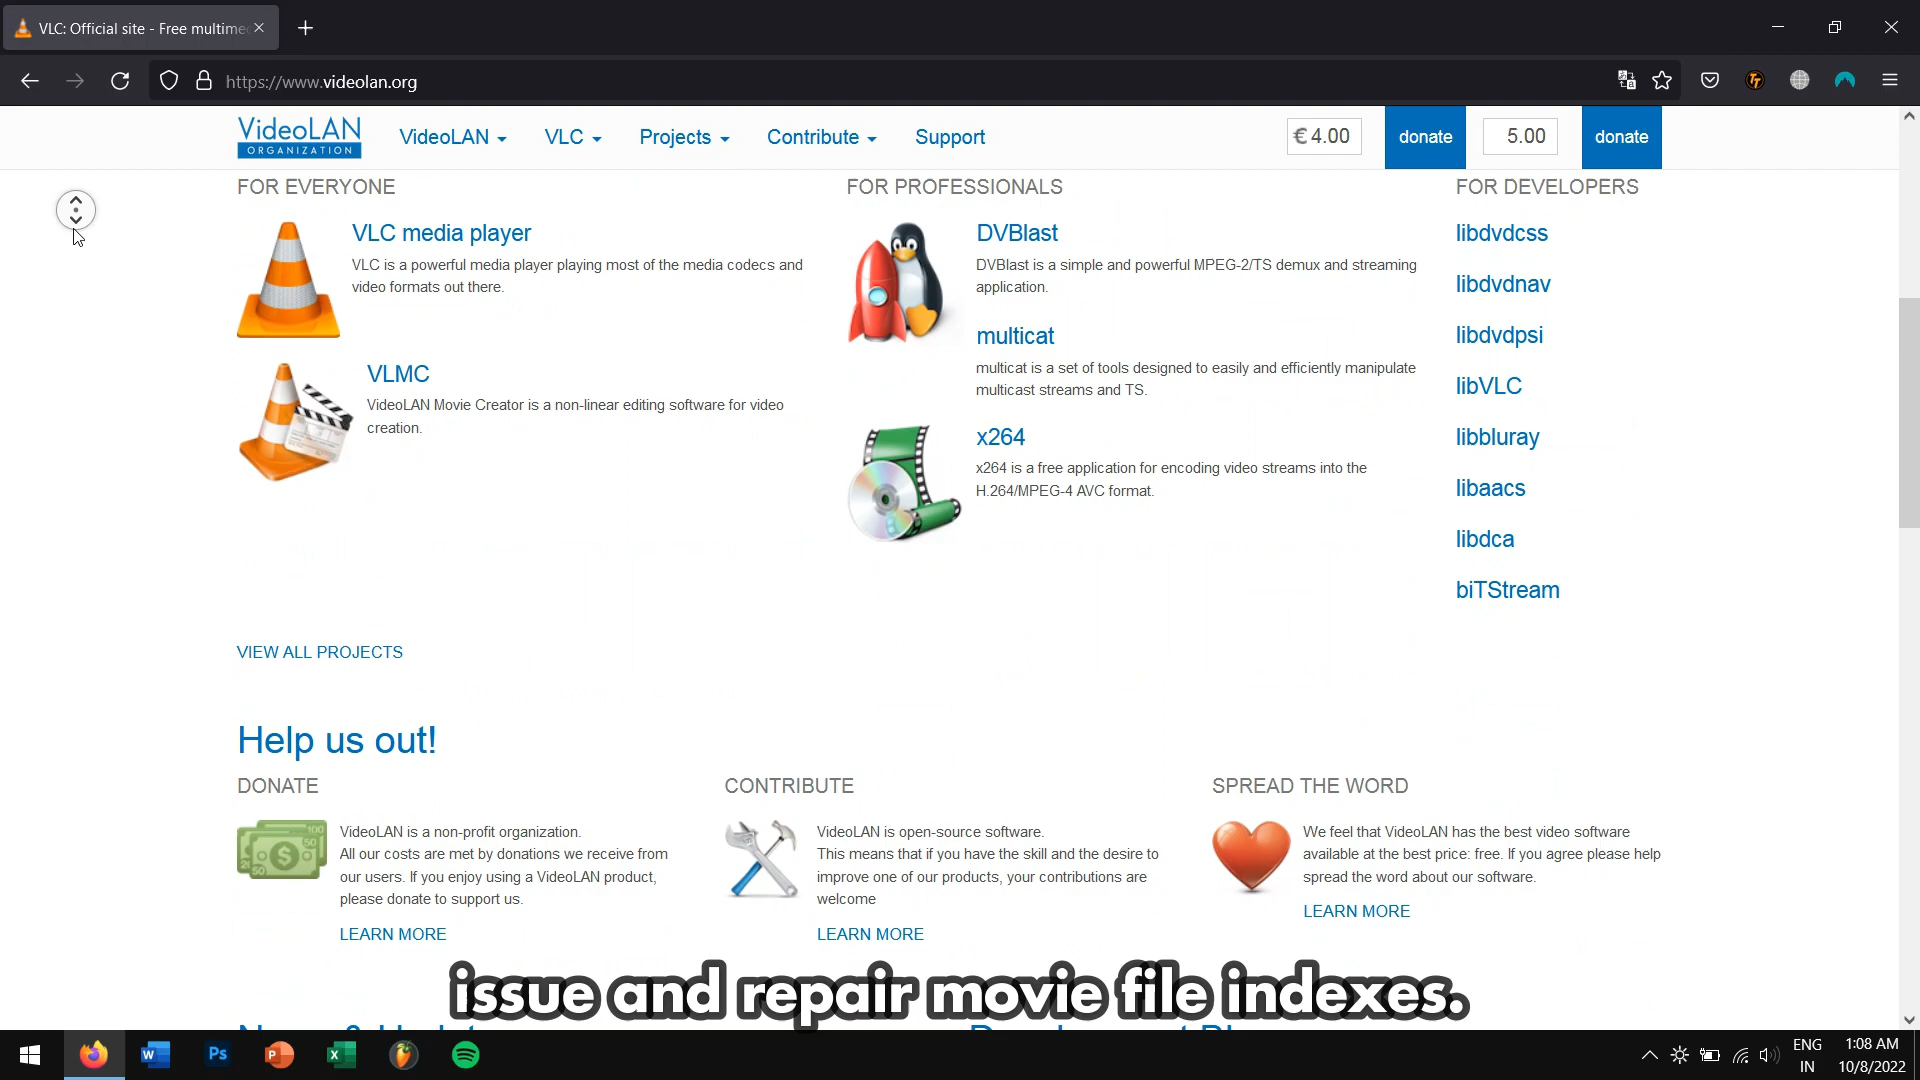 VLC: Official site - Free multime
https://www.videolan.org
VideoLAN
ORGANIZATION
VideoLAN
VLC
Projects
Contribute
Support
€ 4.00
donate
5.00
donate
FOR EVERYONE
VLC media player
VLC is a powerful media player playing most of the media codecs and
video formats out there.
VLMC
VideoLAN Movie Creator is a non-linear editing software for video
creation.
FOR PROFESSIONALS
DVBlast
DVBlast is a simple and powerful MPEG-2/TS demux and streaming
application.
multicat
multicat is a set of tools designed to easily and efficiently manipulate
multicast streams and TS.
x264
x264 is a free application for encoding video streams into the
H.264/MPEG-4 AVC format.
FOR DEVELOPERS
libdvdcss
libdvdnav
libdvdpsi
libVLC
libbluray
libaacs
libdca
biTStream
VIEW ALL PROJECTS
Help us out!
DONATE
VideoLAN is a non-profit organization.
All our costs are met by donations we receive from
our users. If you enjoy using a VideoLAN product,
please donate to support us.
LEARN MORE
CONTRIBUTE
VideoLAN is open-source software.
This means that if you have the skill and the desire to
improve one of our products, your contributions are
welcome
LEARN MORE
SPREAD THE WORD
We feel that VideoLAN has the best video software
available at the best price: free. If you agree please help
spread the word about our software.
LEARN MORE
issue and repair movie file indexes.
ENG
IN
1:08 AM
10/8/2022